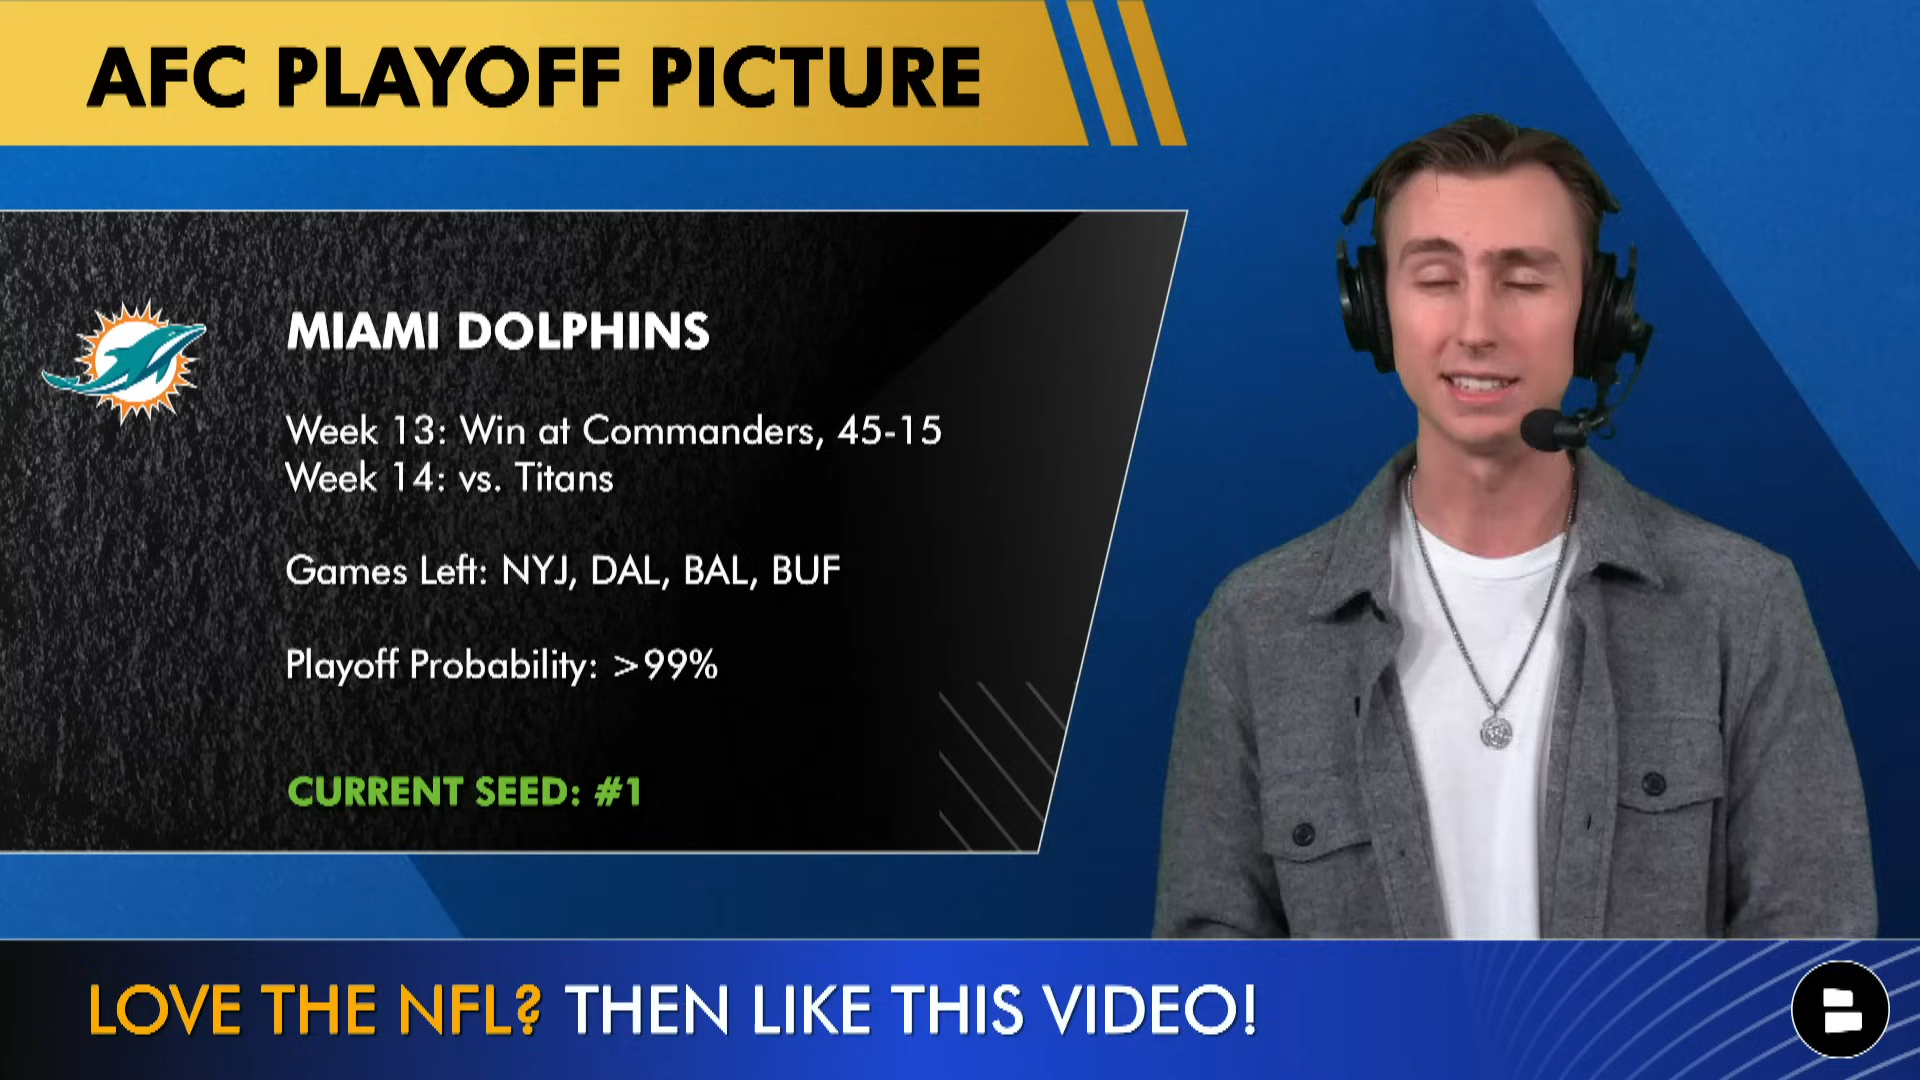 AFC PLAYOFF PICTURE
MIAMI DOLPHINS
Week 13: Win at Commanders, 45-15
Week 14: vs. Titans
Games Left: NYJ, DAL, BAL, BUF
Playoff Probability: >99%
CURRENT SEED: #1
LOVE THE NFL? THEN LIKE THIS VIDEO!